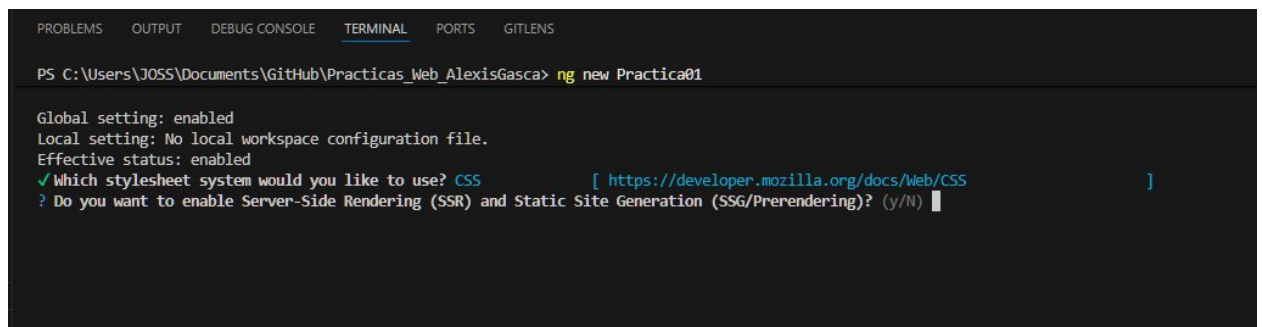 PROBLEMS OUTPUT DEBUG CONSOLE TERMINAL PORTS GITLENS
PS C:\Users\JOSS\Documents\GitHub\Practicas_Web_AlexisGasca> ng new Practica01
Global setting: enabled
Local setting: No local workspace configuration file.
Effective status: enabled
✓ Which stylesheet system would you like to use? CSS [ https://developer.mozilla.org/docs/Web/CSS ]
? Do you want to enable Server-Side Rendering (SSR) and Static Site Generation (SSG/Prerendering)? (y/N)